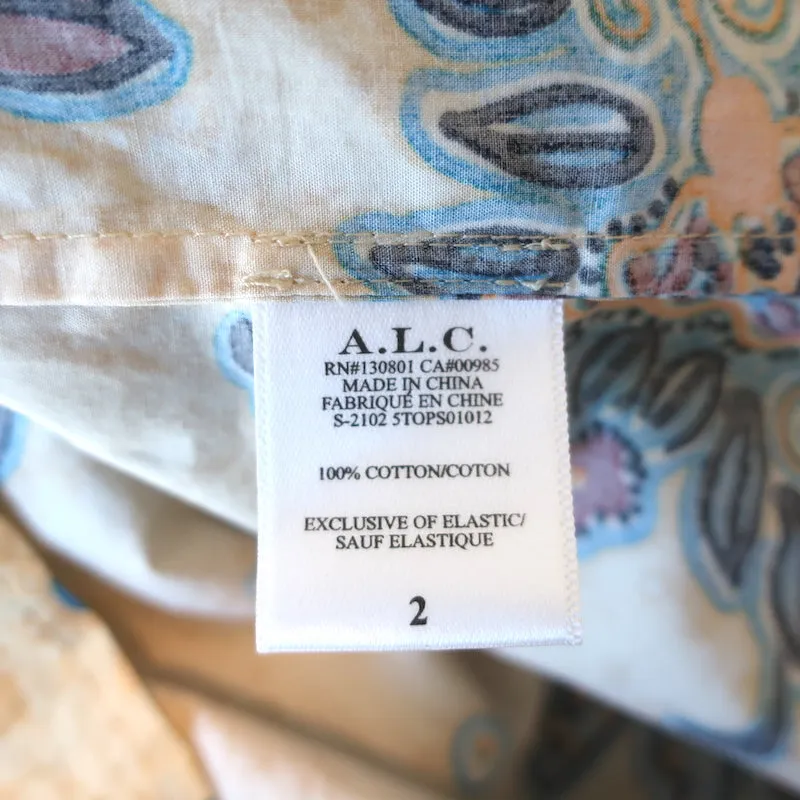 A.L.C.
RN#130801 CA#00985
MADE IN CHINA
FABRIQUÉ EN CHINE
S-2102 5TOPS01012
100% COTTON/COTON
EXCLUSIVE OF ELASTIC/
SAUF ELASTIQUE
2